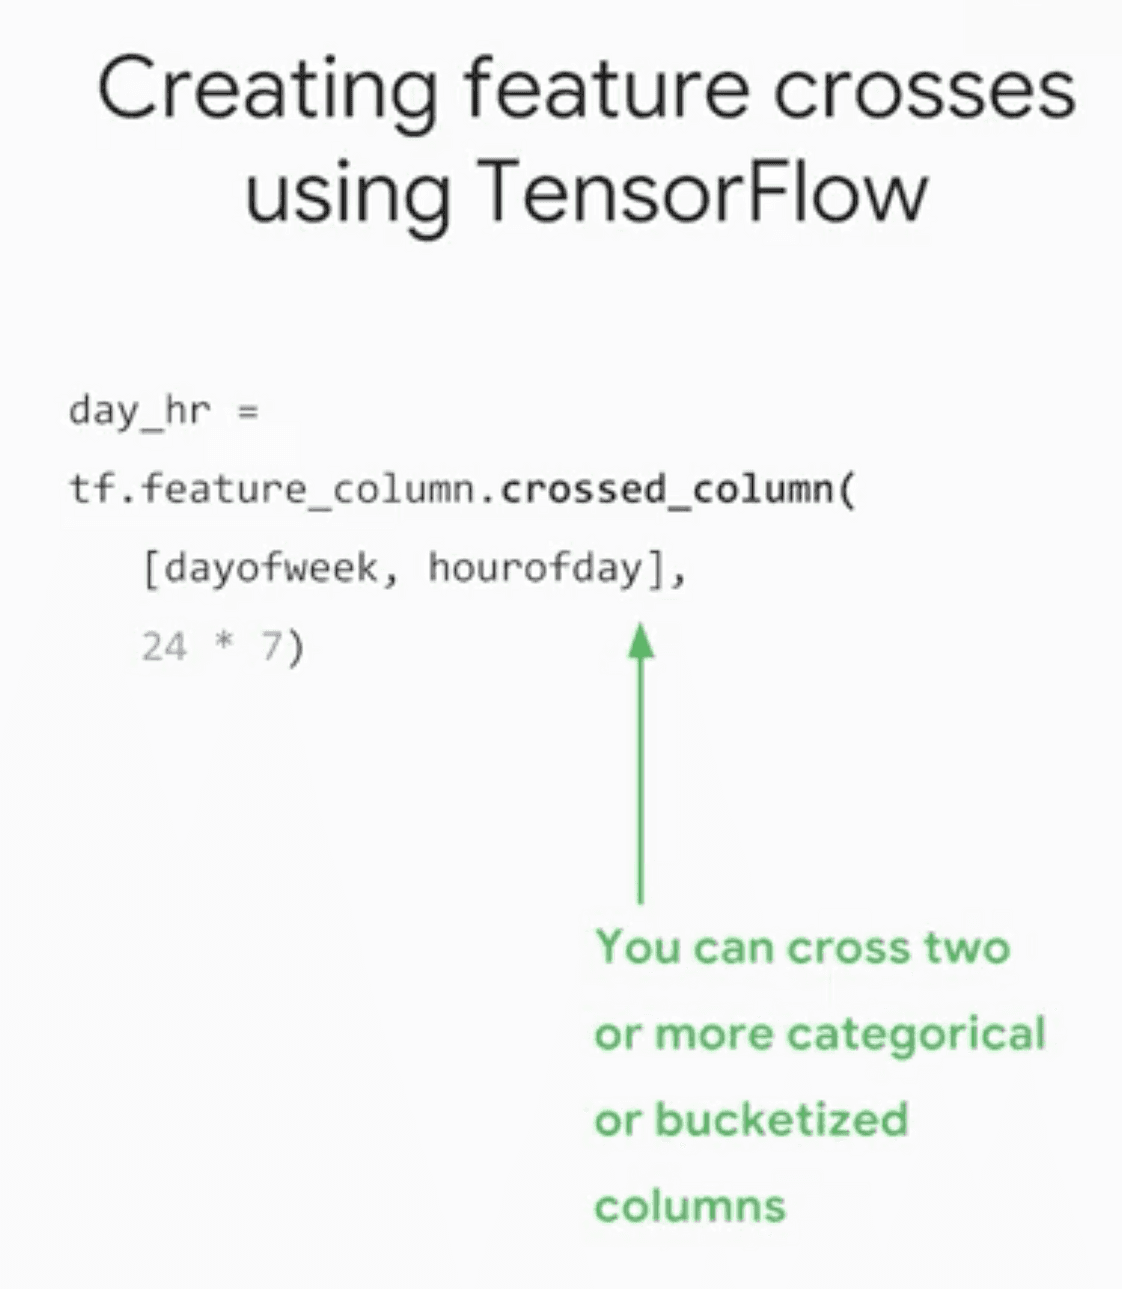 Creating feature crosses
using TensorFlow
day_hr =
tf.feature_column.crossed_column(
[dayofweek, hourofday],
24 * 7)
You can cross two
or more categorical
or bucketized
columns